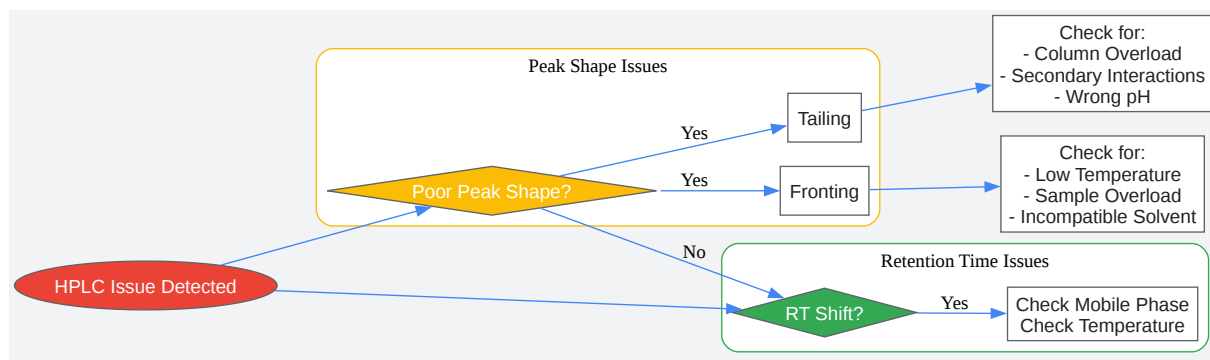 Peak Shape Issues
Check for:
- Column Overload
- Secondary Interactions
- Wrong pH
Tailing
Yes
Poor Peak Shape?
Yes
Fronting
Check for:
- Low Temperature
- Sample Overload
- Incompatible Solvent
No
HPLC Issue Detected
Retention Time Issues
RT Shift?
Yes
Check Mobile Phase
Check Temperature